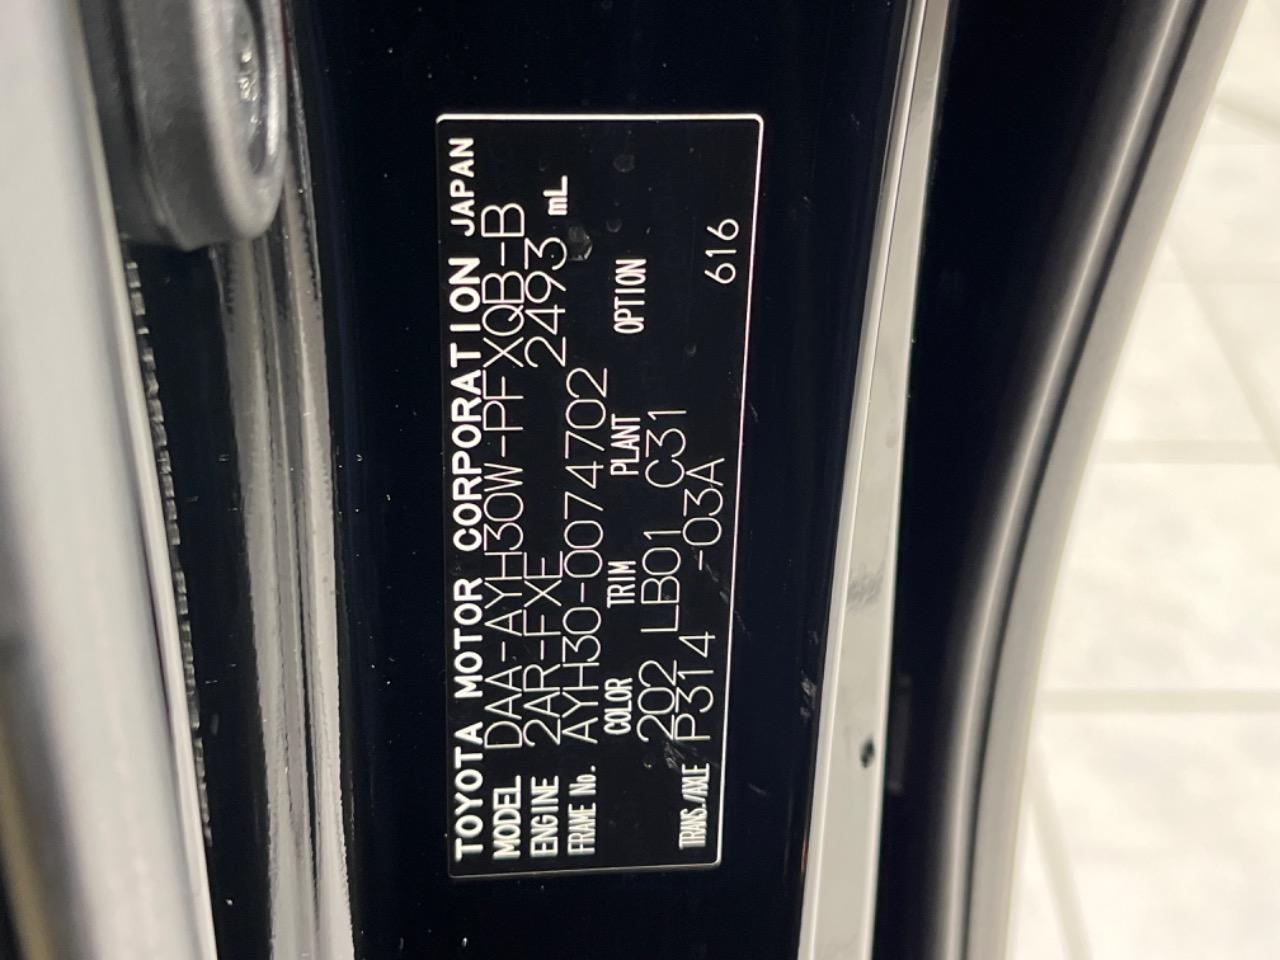 TOYOTA MOTOR CORPORATION JAPAN
MODEL DAA-AYH30W-PFXQB-B
ENGINE 2AR-FXE 2493 mL
FRAME No. AYH30-0074702
COLOR TRIM PLANT OPTION
202 LB01 C31
TRANS./AXLE P314 -03A 616